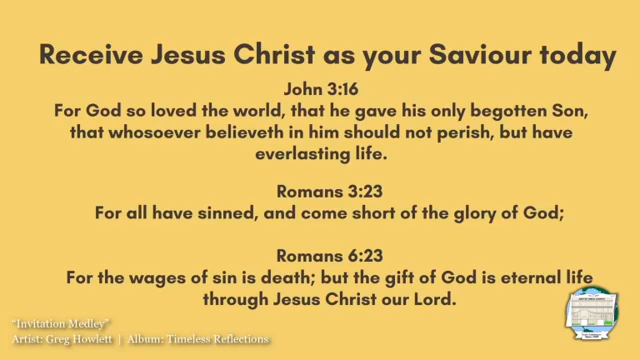 Receive Jesus Christ as your Saviour today
John 3:16
For God so loved the world, that he gave his only begotten Son,
that whosoever believeth in him should not perish, but have
everlasting life.
Romans 3:23
For all have sinned, and come short of the glory of God;
Romans 6:23
For the wages of sin is death; but the gift of God is eternal life
through Jesus Christ our Lord.
"Invitation Medley"
Artist: Greg Howlett | Album: Timeless Reflections